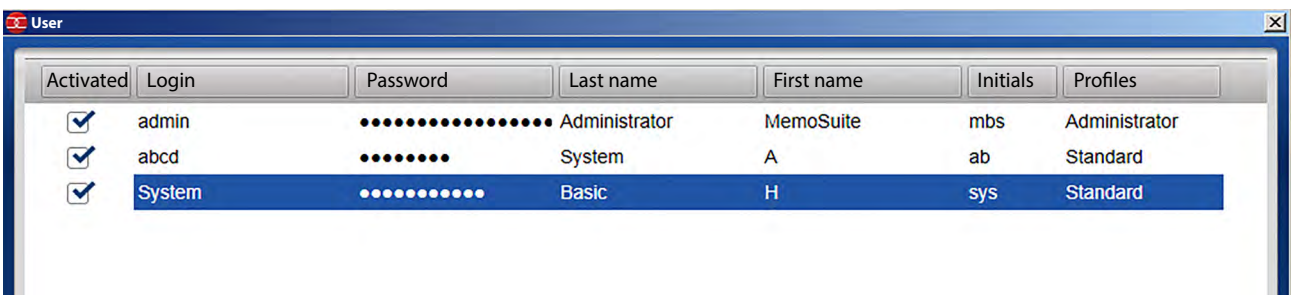 User
Activated Login Password Last name First name Initials Profiles
admin ••••••••••••••••• Administrator MemoSuite mbs Administrator
abcd •••••••• System A ab Standard
System ••••••••••• Basic H sys Standard